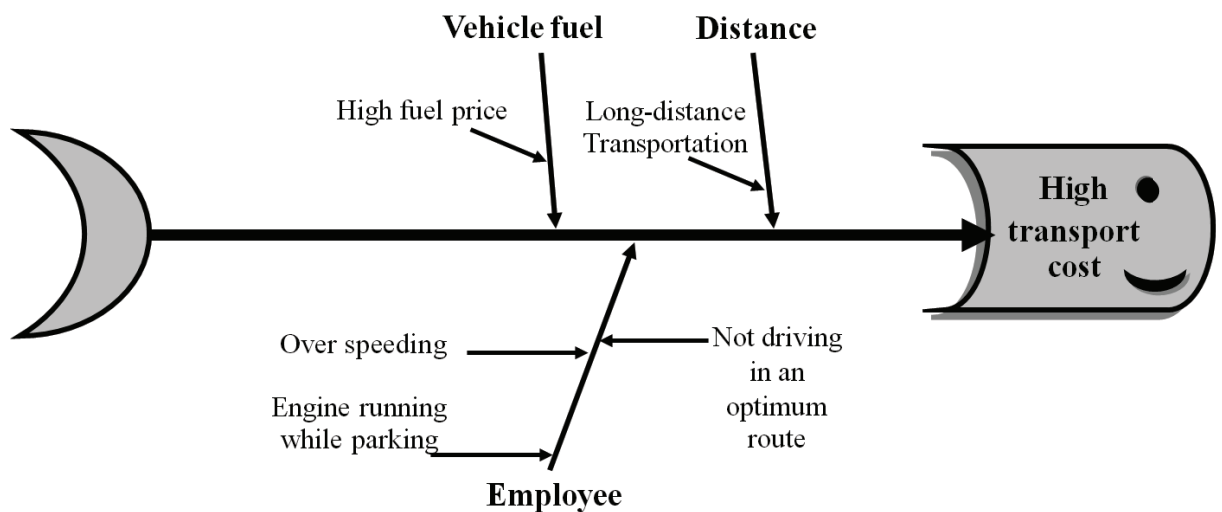 Vehicle fuel
Distance
High fuel price
Long-distance
Transportation
High
transport
cost
Over speeding
Not driving
in an
optimum
route
Engine running
while parking
Employee